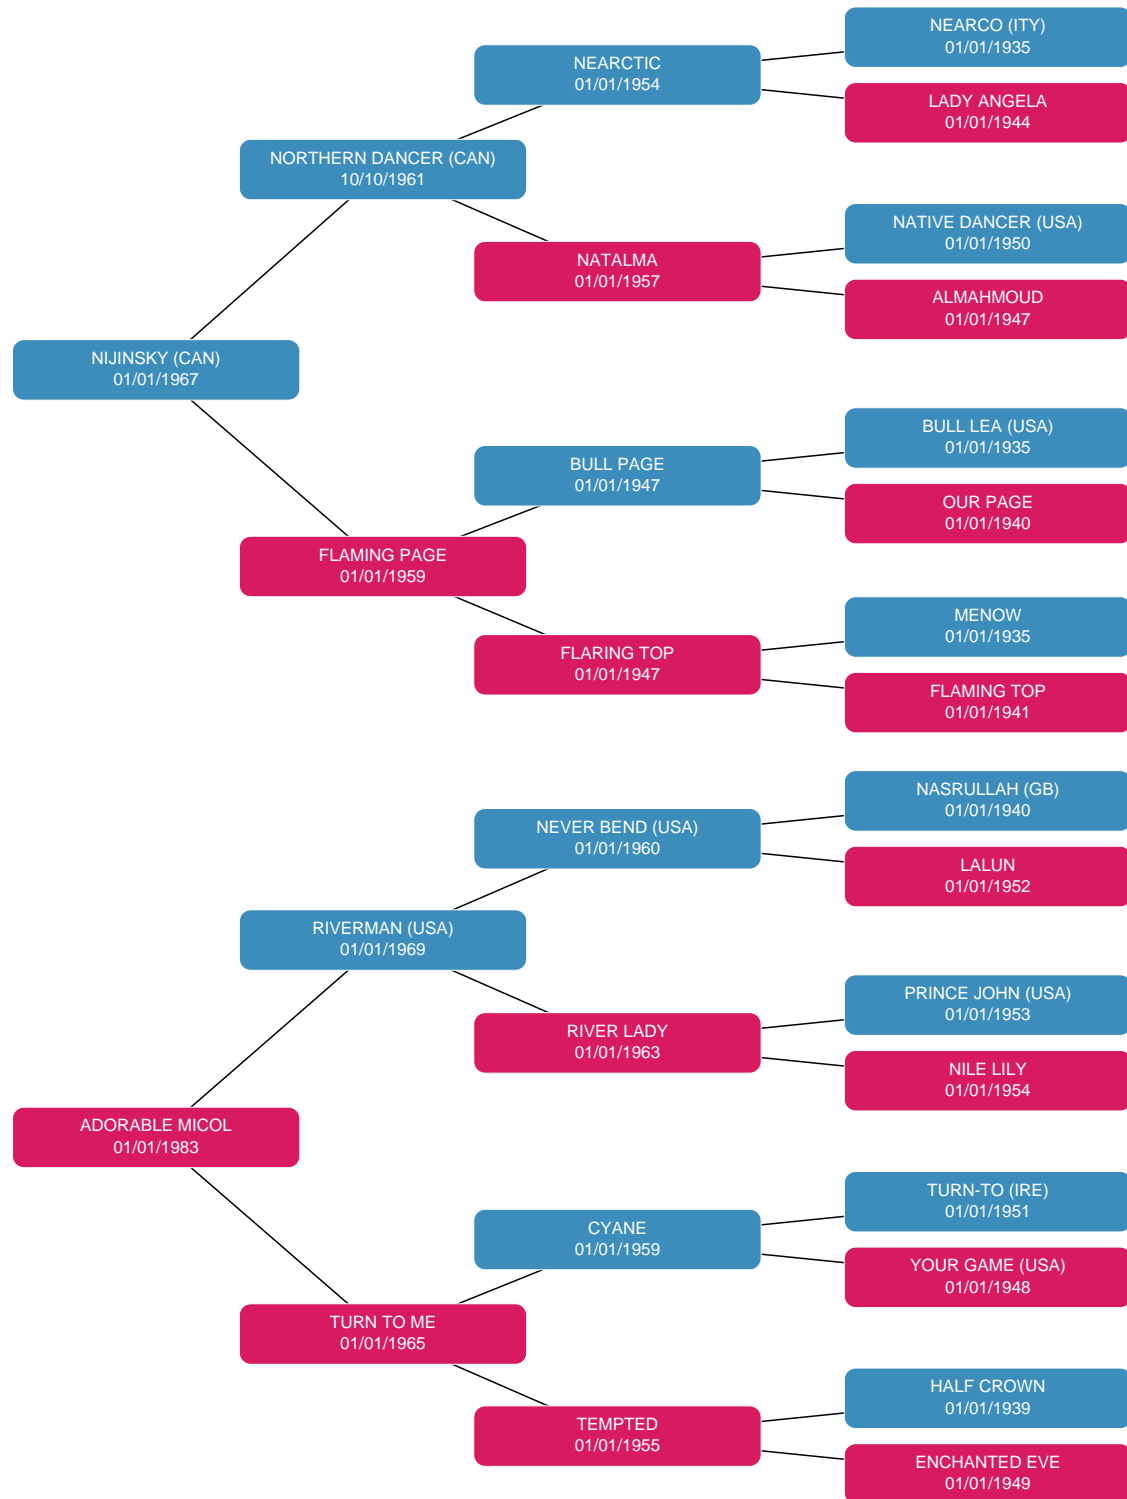 NEARCO (ITY)
01/01/1935
NEARCTIC
01/01/1954
LADY ANGELA
01/01/1944
NORTHERN DANCER (CAN)
10/10/1961
NATIVE DANCER (USA)
01/01/1950
NATALMA
01/01/1957
ALMAHMOUD
01/01/1947
NIJINSKY (CAN)
01/01/1967
BULL LEA (USA)
01/01/1935
BULL PAGE
01/01/1947
OUR PAGE
01/01/1940
FLAMING PAGE
01/01/1959
MENOW
01/01/1935
FLARING TOP
01/01/1947
FLAMING TOP
01/01/1941
NASRULLAH (GB)
01/01/1940
NEVER BEND (USA)
01/01/1960
LALUN
01/01/1952
RIVERMAN (USA)
01/01/1969
PRINCE JOHN (USA)
01/01/1953
RIVER LADY
01/01/1963
NILE LILY
01/01/1954
ADORABLE MICOL
01/01/1983
TURN-TO (IRE)
01/01/1951
CYANE
01/01/1959
YOUR GAME (USA)
01/01/1948
TURN TO ME
01/01/1965
HALF CROWN
01/01/1939
TEMPTED
01/01/1955
ENCHANTED EVE
01/01/1949